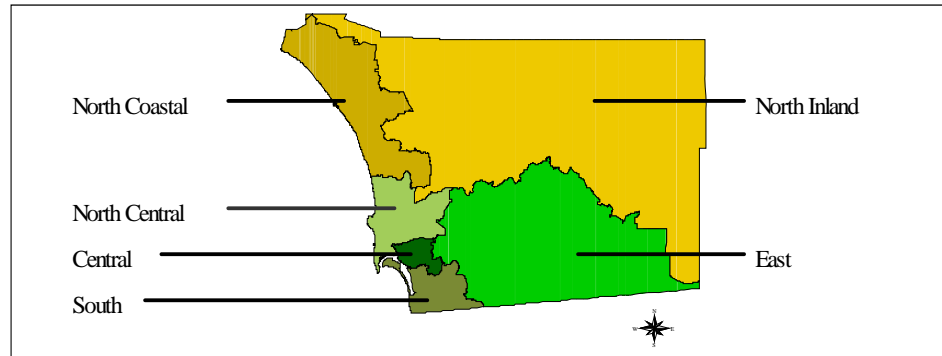 North Coastal
North Inland
North Central
Central
East
South
N
W E
S